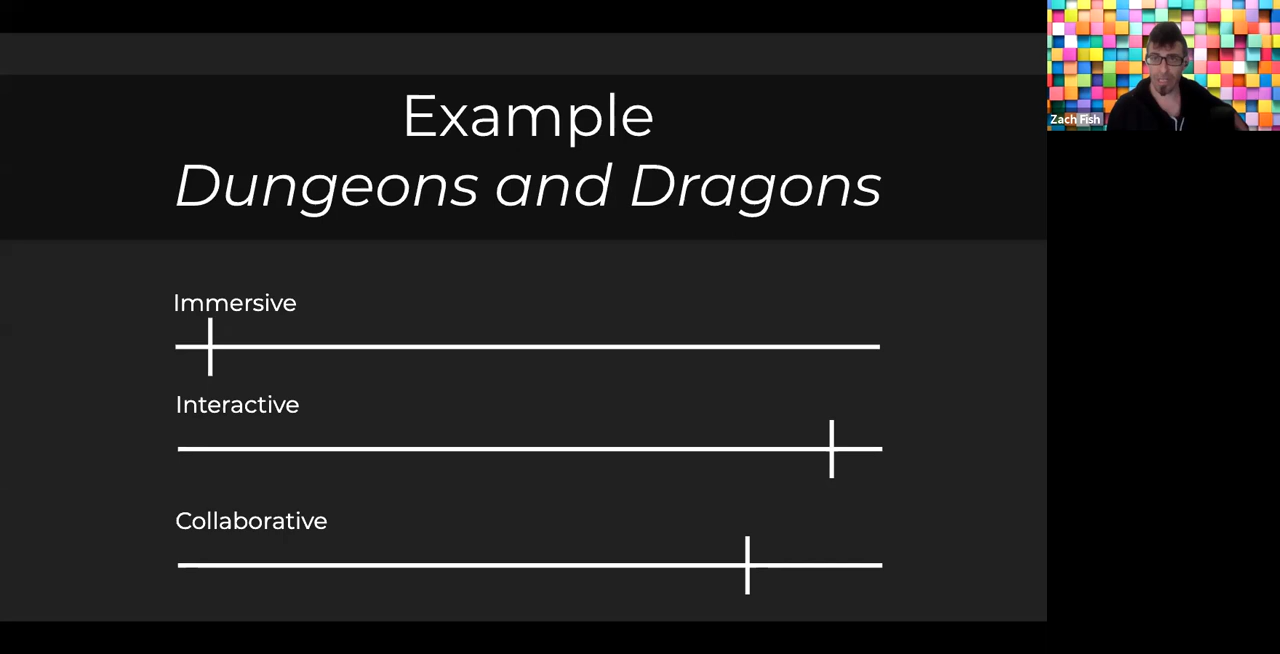 Example
Dungeons and Dragons
Immersive
Interactive
Collaborative
Zach Fish